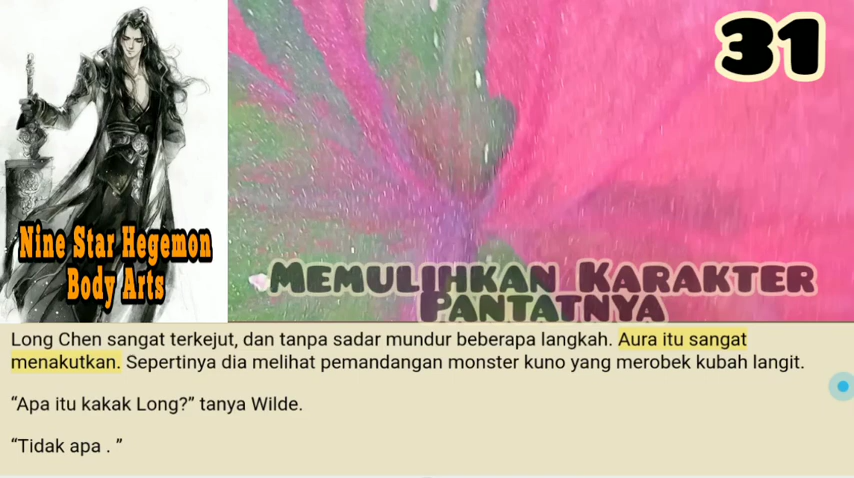 31
Nine Star Hegemon
Body Arts
Memulihkan Karakter
Pantatnya
Long Chen sangat terkejut, dan tanpa sadar mundur beberapa langkah. Aura itu sangat
menakutkan. Sepertinya dia melihat pemandangan monster kuno yang merobek kubah langit.
“Apa itu kakak Long?” tanya Wilde.
“Tidak apa . ”